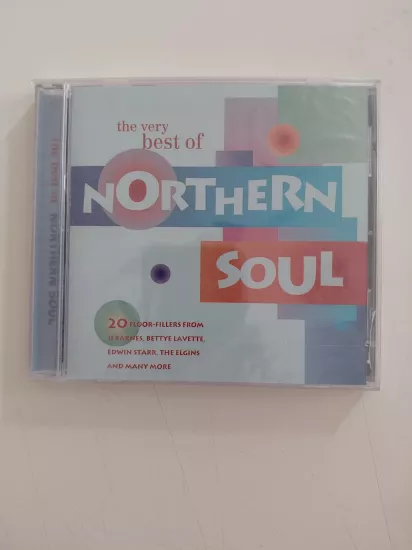 the very
best of
NORTHERN
SOUL
20 FLOOR-FILLERS FROM
JJ BARNES, BETTYE LAVETTE,
EDWIN STARR, THE ELGINS
AND MANY MORE
The best of NORTHERN SOUL